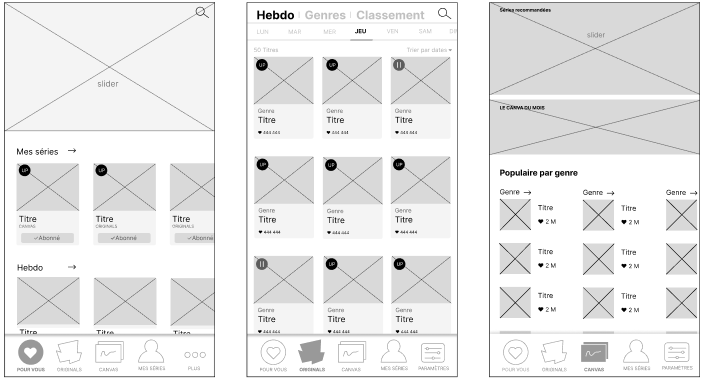 slider
Mes séries →
UP
UP
Titre
CANVAS
Titre
ORIGINALS
Titre
ORIGINALS
✓Abonné
✓Abonné
✓Abonné
Hebdo →
Titre
Titre
Titre
POUR VOUS
ORIGINALS
CANVAS
MES SÉRIES
PLUS
Hebdo Genres Classement
LUN MAR MER JEU VEN SAM DI
50 Titres
Trier par dates
UP
UP
Genre
Titre
♥ 444 444
Genre
Titre
♥ 444 444
Genre
Titre
♥ 444 444
UP
UP
UP
Genre
Titre
♥ 444 444
Genre
Titre
♥ 444 444
Genre
Titre
♥ 444 444
UP
UP
Genre
Titre
♥ 444 444
Genre
Titre
♥ 444 444
Genre
Titre
♥ 444 444
POUR VOUS
ORIGINALS
CANVAS
MES SÉRIES
PARAMÈTRES
Séries recommandées
slider
LE CANVA DU MOIS
Populaire par genre
Genre →
Genre →
Genre →
Titre
♥ 2 M
Titre
♥ 2 M
Titre
♥ 2 M
Titre
♥ 2 M
Titre
♥ 2 M
Titre
♥ 2 M
POUR VOUS
ORIGINALS
CANVAS
MES SÉRIES
PARAMÈTRES